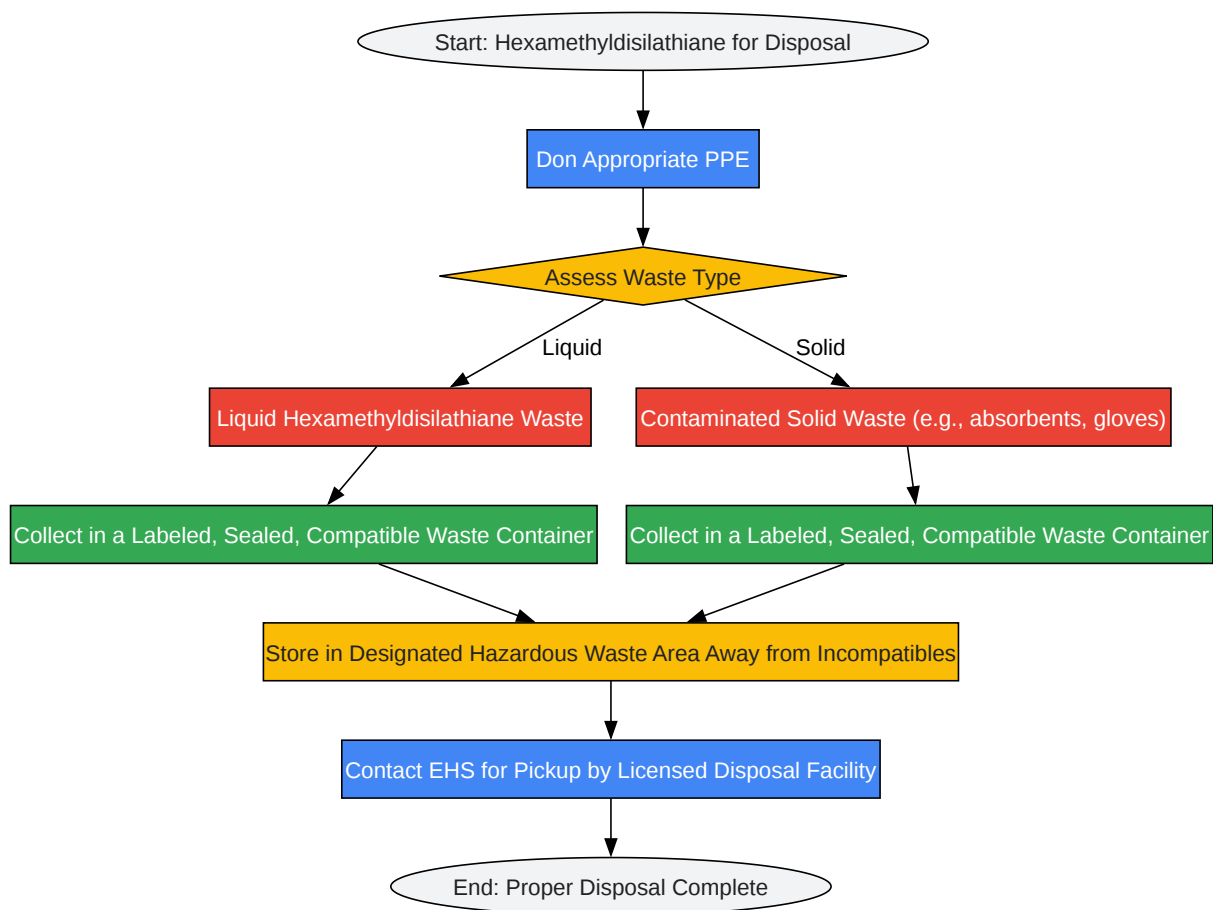 Start: Hexamethyldisilathiane for Disposal
Don Appropriate PPE
Assess Waste Type
Liquid
Solid
Liquid Hexamethyldisilathiane Waste
Contaminated Solid Waste (e.g., absorbents, gloves)
Collect in a Labeled, Sealed, Compatible Waste Container
Collect in a Labeled, Sealed, Compatible Waste Container
Store in Designated Hazardous Waste Area Away from Incompatibles
Contact EHS for Pickup by Licensed Disposal Facility
End: Proper Disposal Complete